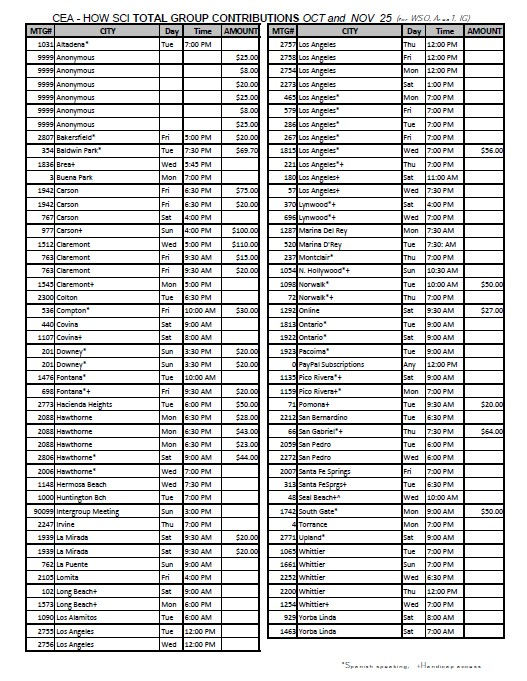 CEA - HOW SCI TOTAL GROUP CONTRIBUTIONS OCT and NOV 25 (For WSO, Area 1, IG)
MTG# CITY Day Time AMOUNT
1031 Altadena* Tue 7:00 PM
9999 Anonymous $25.00
9999 Anonymous $8.00
9999 Anonymous $20.00
9999 Anonymous $25.00
9999 Anonymous $8.00
9999 Anonymous $25.00
2807 Bakersfield* Fri 5:00 PM $20.00
354 Baldwin Park* Tue 7:30 PM $69.70
1836 Brea+ Wed 5:45 PM
3 Buena Park Mon 7:00 PM
1942 Carson Fri 6:30 PM $75.00
1942 Carson Fri 6:30 PM $20.00
767 Carson Sat 4:00 PM
977 Carson+ Sun 4:00 PM $100.00
1512 Claremont Wed 5:00 PM $110.00
763 Claremont Fri 9:30 AM $15.00
763 Claremont Fri 9:30 AM $20.00
1545 Claremont+ Mon 5:00 PM
2300 Colton Tue 6:30 PM
536 Compton* Fri 10:00 AM $30.00
440 Covina Sat 9:00 AM
1107 Covina+ Sat 8:00 AM
201 Downey* Sun 3:30 PM $20.00
201 Downey* Sun 3:30 PM $20.00
1476 Fontana* Tue 10:00 AM
698 Fontana*+ Fri 9:30 AM $20.00
2773 Hacienda Heights Tue 6:00 PM $50.00
2088 Hawthorne Mon 6:30 PM $28.00
2088 Hawthorne Mon 6:30 PM $43.00
2088 Hawthorne Mon 6:30 PM $23.00
2806 Hawthorne* Sat 9:00 AM $44.00
2006 Hawthorne* Wed 7:00 PM
1148 Hermosa Beach Wed 7:30 PM
1000 Huntington Bch Tue 7:00 PM
90099 Intergroup Meeting Sun 3:00 PM
2247 Irvine Thu 7:00 PM
1939 La Mirada Sat 9:30 AM $20.00
1939 La Mirada Sat 9:30 AM $20.00
762 La Puente Sun 9:00 AM
2105 Lomita Fri 4:00 PM
102 Long Beach+ Sat 9:00 AM
1573 Long Beach+ Mon 6:00 PM
1090 Los Alamitos Tue 6:00 AM
2755 Los Angeles Tue 12:00 PM
2756 Los Angeles Wed 12:00 PM
MTG# CITY Day Time AMOUNT
2757 Los Angeles Thu 12:00 PM
2758 Los Angeles Fri 12:00 PM
2754 Los Angeles Mon 12:00 PM
2273 Los Angeles Sat 1:00 PM
465 Los Angeles* Mon 7:00 PM
579 Los Angeles* Fri 7:00 PM
286 Los Angeles* Tue 7:00 PM
267 Los Angeles* Fri 7:00 PM
1815 Los Angeles* Wed 7:00 PM $56.00
221 Los Angeles*+ Thu 7:00 PM
180 Los Angeles+ Sat 11:00 AM
57 Los Angeles+ Wed 7:30 PM
370 Lynwood*+ Sat 4:00 PM
696 Lynwood*+ Wed 7:00 PM
1287 Marina Del Rey Mon 7:30 AM
520 Marina D'Rey Tue 7:30: AM
237 Montclair* Thu 7:00 PM
1054 N. Hollywood*+ Sun 10:30 AM
1098 Norwalk* Tue 10:00 AM $50.00
72 Norwalk*+ Thu 7:00 PM
1292 Online Sat 9:30 AM $27.00
1813 Ontario* Tue 9:00 AM
1922 Ontario* Sat 9:00 AM
1923 Pacoima* Tue 9:00 AM
0 PayPal Subscriptions Any 12:00 PM
1135 Pico Rivera*+ Sat 9:00 AM
1159 Pico Rivera+* Mon 7:00 PM
71 Pomona+ Tue 9:30 AM $20.00
2212 San Bernardino Tue 6:30 PM
66 San Gabriel*+ Thu 7:30 PM $64.00
2059 San Pedro Tue 6:00 PM
2272 San Pedro Wed 6:00 PM
2007 Santa Fe Springs Fri 7:00 PM
313 Santa FeSprgs+ Tue 6:30 PM
48 Seal Beach+^ Wed 10:00 AM
1742 South Gate* Mon 9:00 AM $50.00
4 Torrance Mon 7:00 PM
2771 Upland* Sat 9:00 AM
1065 Whittier Tue 7:00 PM
1661 Whittier Sun 7:00 PM
2252 Whittier Wed 6:30 PM
2200 Whittier Thu 12:00 PM
1254 Whittier+ Wed 7:00 PM
929 Yorba Linda Sat 8:00 AM
1463 Yorba Linda Sat 7:00 AM
*Spanish speaking, +Handicap access